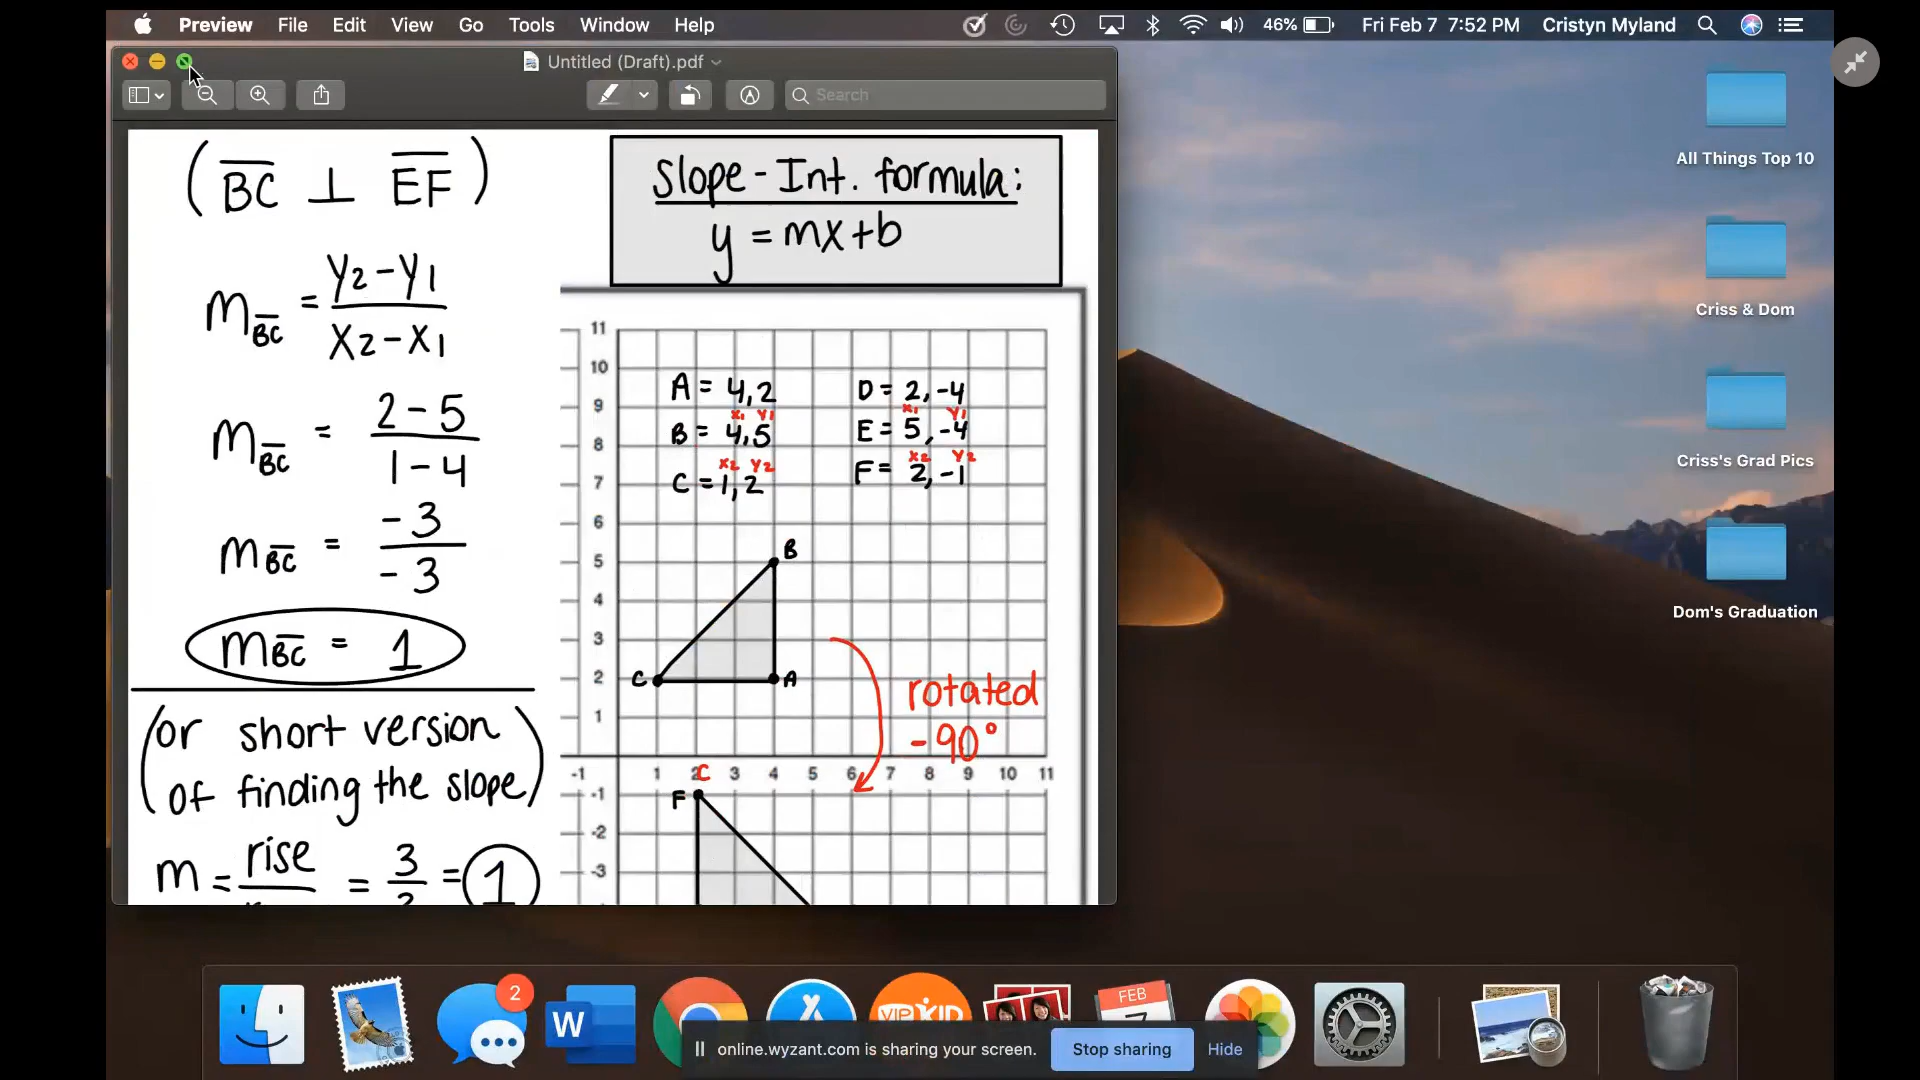 Preview File Edit View Go Tools Window Help 46% Fri Feb 7 7:52 PM Cristyn Myland
Untitled (Draft).pdf
Search
(BC ⊥ EF)
mBC = y2-y1 / x2-x1
mBC = 2-5 / 1-4
mBC = -3 / -3
mBC = 1
(or short version
of finding the slope)
m = rise = 3 = 1
Slope-Int. formula:
y = mx+b
11
10
9
8
7
6
5
4
3
2
1
-1 1 2 3 4 5 6 7 8 9 10 11
-1
-2
-3
A = 4,2
x1 y1
B = 4,5
x2 y2
C = 1,2
D = 2,-4
x1 y1
E = 5,-4
x2 y2
F = 2,-1
B
C A
rotated
-90°
C
F
All Things Top 10
Criss & Dom
Criss's Grad Pics
Dom's Graduation
2
W
VIPKID
FEB
7
online.wyzant.com is sharing your screen. Stop sharing Hide